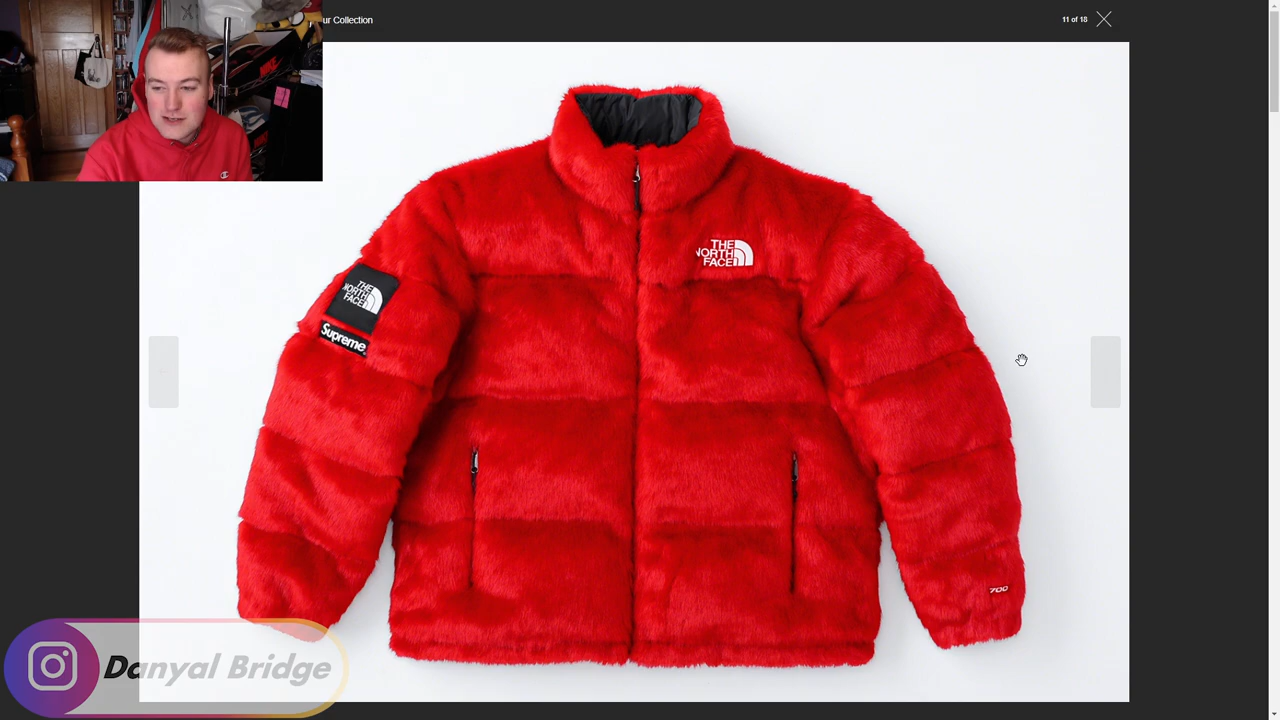 ur Collection
11 of 18
THE
NORTH
FACE
THE
NORTH
FACE
Supreme
700
Danyal Bridge